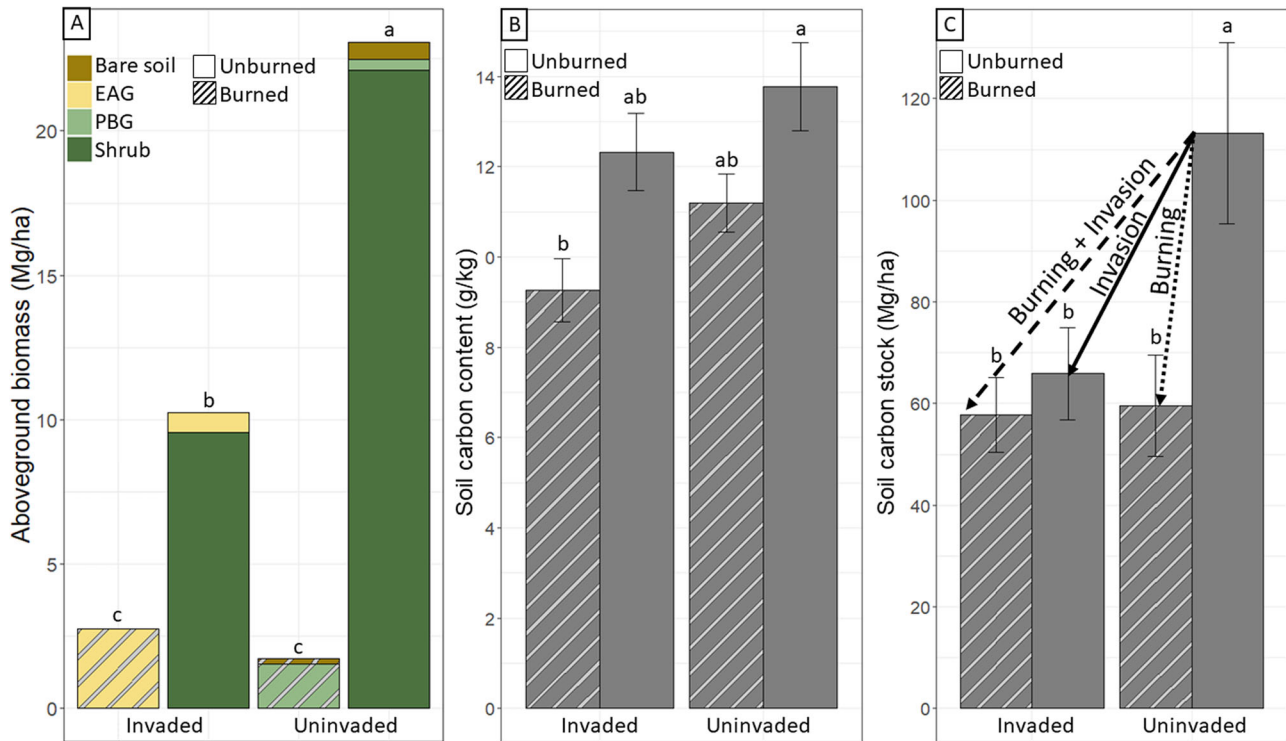 A
Bare soil
EAG
PBG
Shrub
Unburned
Burned
Aboveground biomass (Mg/ha)
20
15
10
5
0
c
b
c
a
Invaded
Uninvaded
B
Unburned
Burned
Soil carbon content (g/kg)
14
12
0
8
6
4
2
0
b
ab
ab
a
Invaded
Uninvaded
C
Unburned
Burned
Soil carbon stock (Mg/ha)
120
100
80
60
40
20
0
Burning + Invasion
Invasion
Burning
b
b
b
a
Invaded
Uninvaded